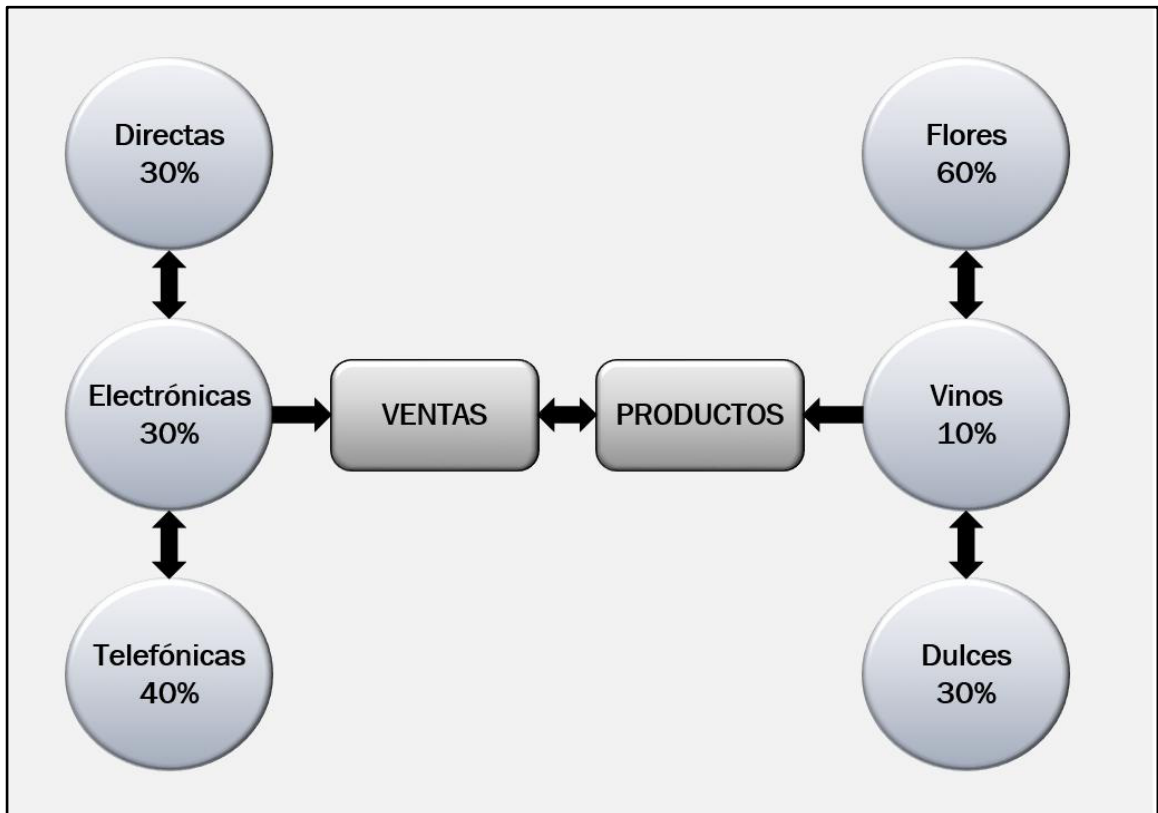 Directas
30%
Flores
60%
Electrónicas
30%
VENTAS
PRODUCTOS
Vinos
10%
Telefónicas
40%
Dulces
30%